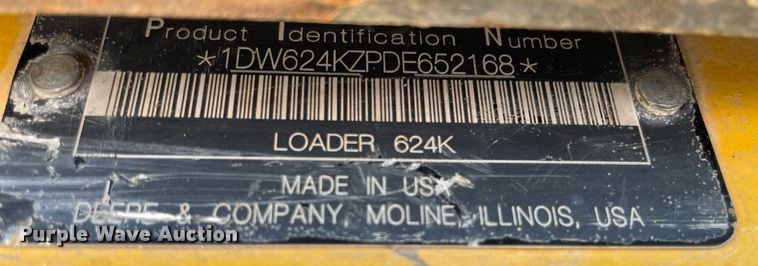 Product Identification Number
*1DW624KZPDE652168*
LOADER 624K
MADE IN USA
DEERE & COMPANY, MOLINE, ILLINOIS, USA
Purple Wave Auction